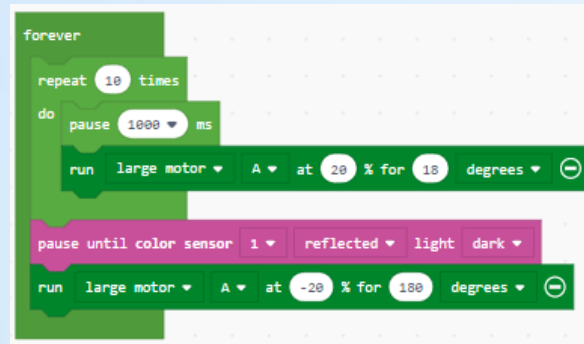 forever
repeat 10 times
do
pause 1000 ms
run large motor A at 20 % for 18 degrees
pause until color sensor 1 reflected light dark
run large motor A at -20 % for 180 degrees